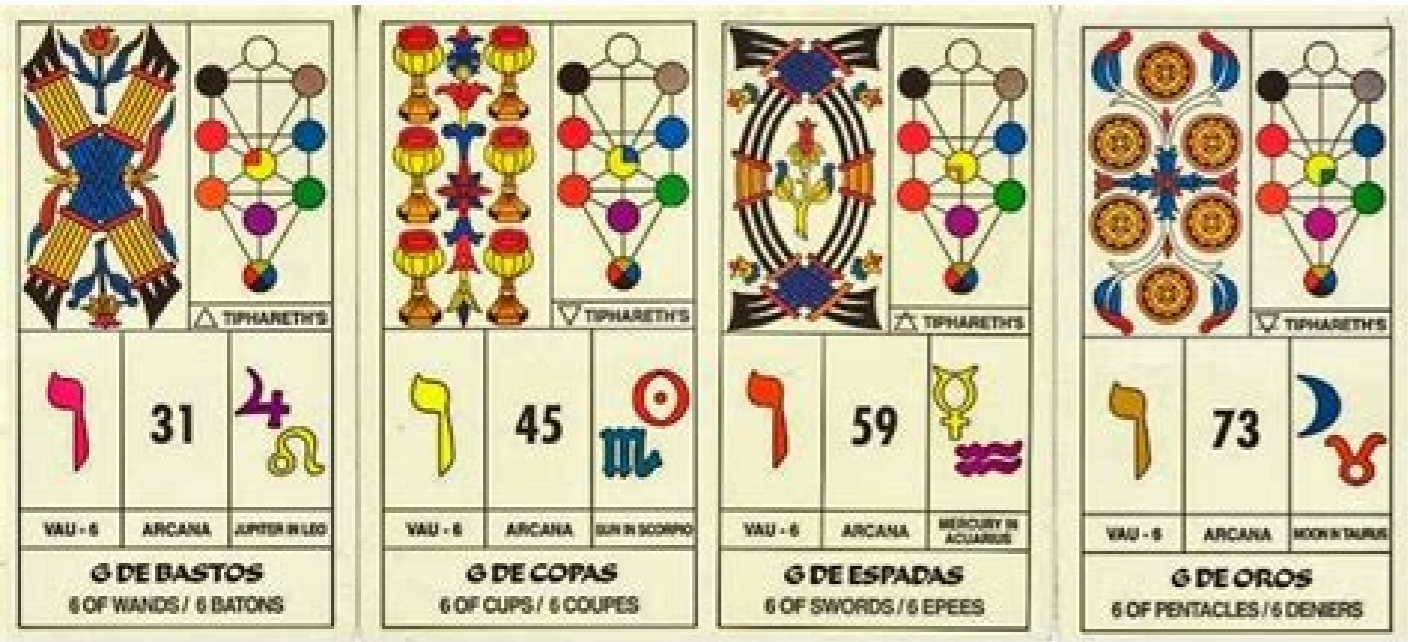 TIPHARETH'S
ו
31
VAU - 6
ARCANA
JUPITER IN LEO
6 DE BASTOS
6 OF WANDS / 6 BATONS
TIPHARETH'S
ו
45
VAU - 6
ARCANA
SUN IN SCORPIO
6 DE COPAS
6 OF CUPS / 6 COUPES
TIPHARETH'S
ו
59
VAU - 6
ARCANA
MERCURY IN
ACUARIUS
6 DE ESPADAS
6 OF SWORDS / 6 EPEES
TIPHARETH'S
ו
73
VAU - 6
ARCANA
MOON IN TAURUS
6 DE OROS
6 OF PENTACLES / 6 DENIERS